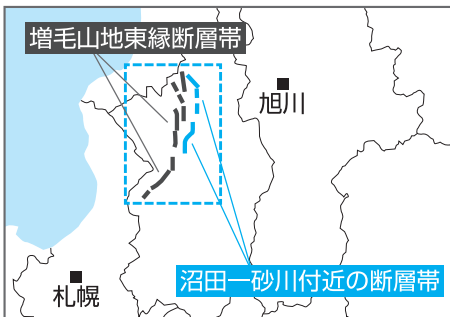 増毛山地東縁断層帯
旭川
沼田ー砂川付近の断層帯
札幌